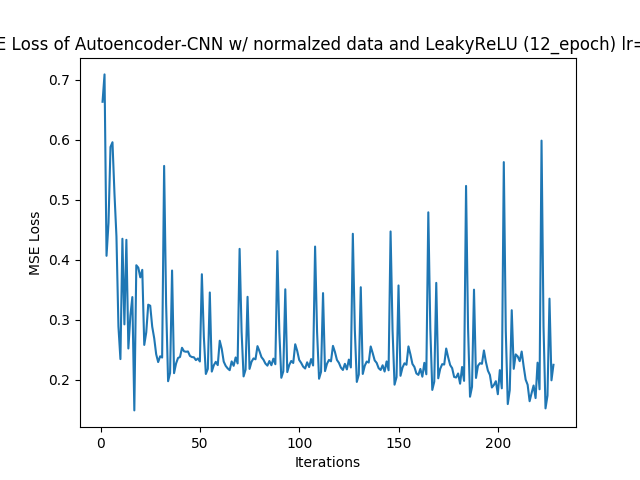 E Loss of Autoencoder-CNN w/ normalzed data and LeakyReLU (12_epoch) lr=
0.7
0.6
0.5
0.4
0.3
0.2
MSE Loss
0 50 100 150 200
Iterations